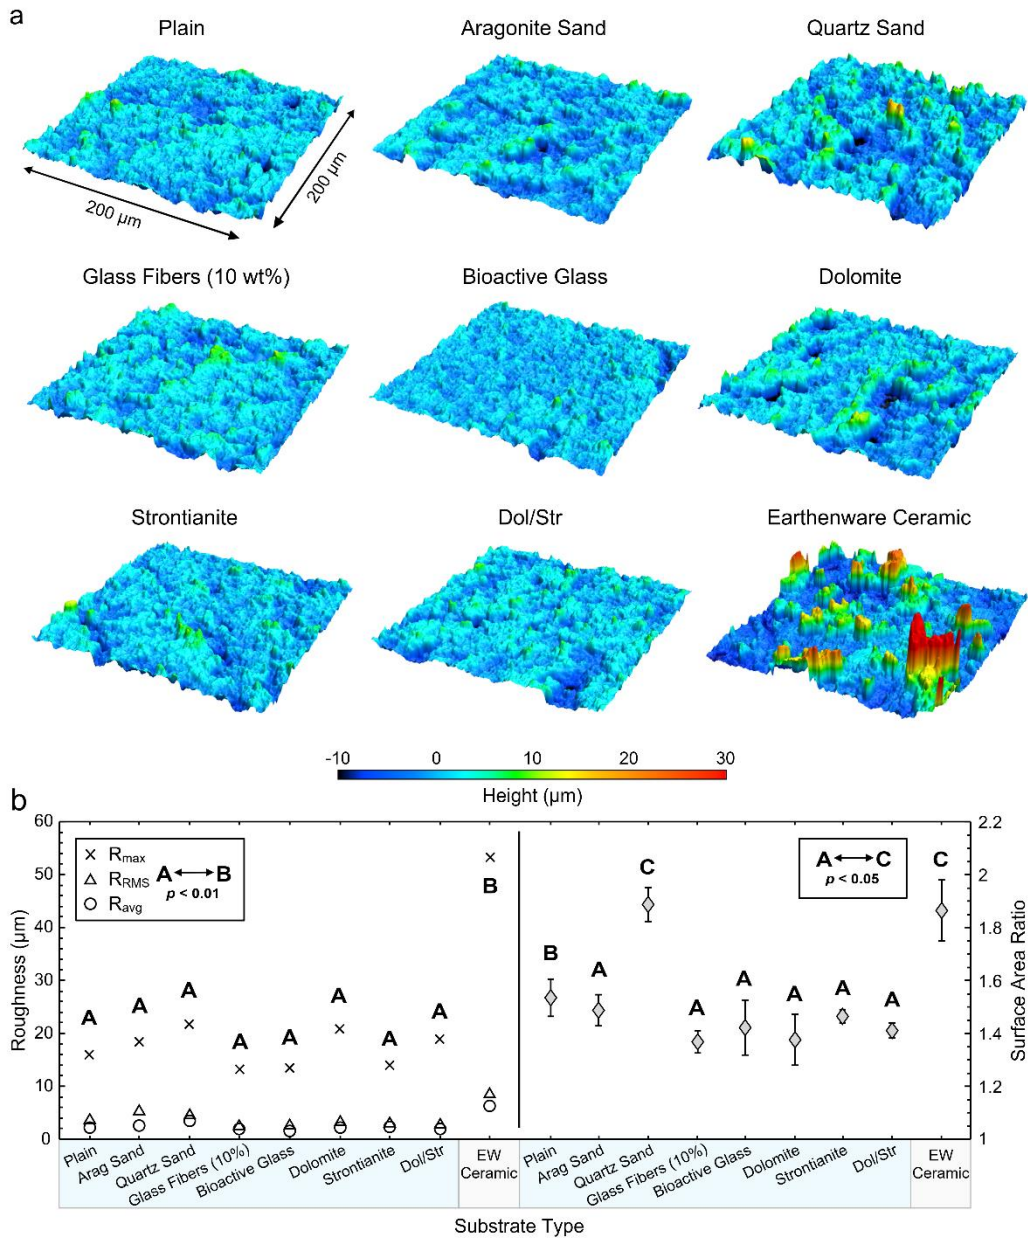 a
Plain
Aragonite Sand
Quartz Sand
200 µm
200 µm
Glass Fibers (10 wt%)
Bioactive Glass
Dolomite
Strontianite
Dol/Str
Earthenware Ceramic
-10 0 10 20 30
Height (µm)
b
60
50
40
30
20
10
0
Roughness (µm)
Rmax
RRMS
Ravg
A B
p < 0.01
A
A
A
A
A
A
A
A
B
A C
p < 0.05
B
A
C
A
A
A
A
A
C
2.2
2
1.8
1.6
1.4
1.2
1
Surface Area Ratio
Plain
Arag Sand
Quartz Sand
Glass Fibers (10%)
Bioactive Glass
Dolomite
Strontianite
Dol/Str
EW
Ceramic
Plain
Arag Sand
Quartz Sand
Glass Fibers (10%)
Bioactive Glass
Dolomite
Strontianite
Dol/Str
EW
Ceramic
Substrate Type